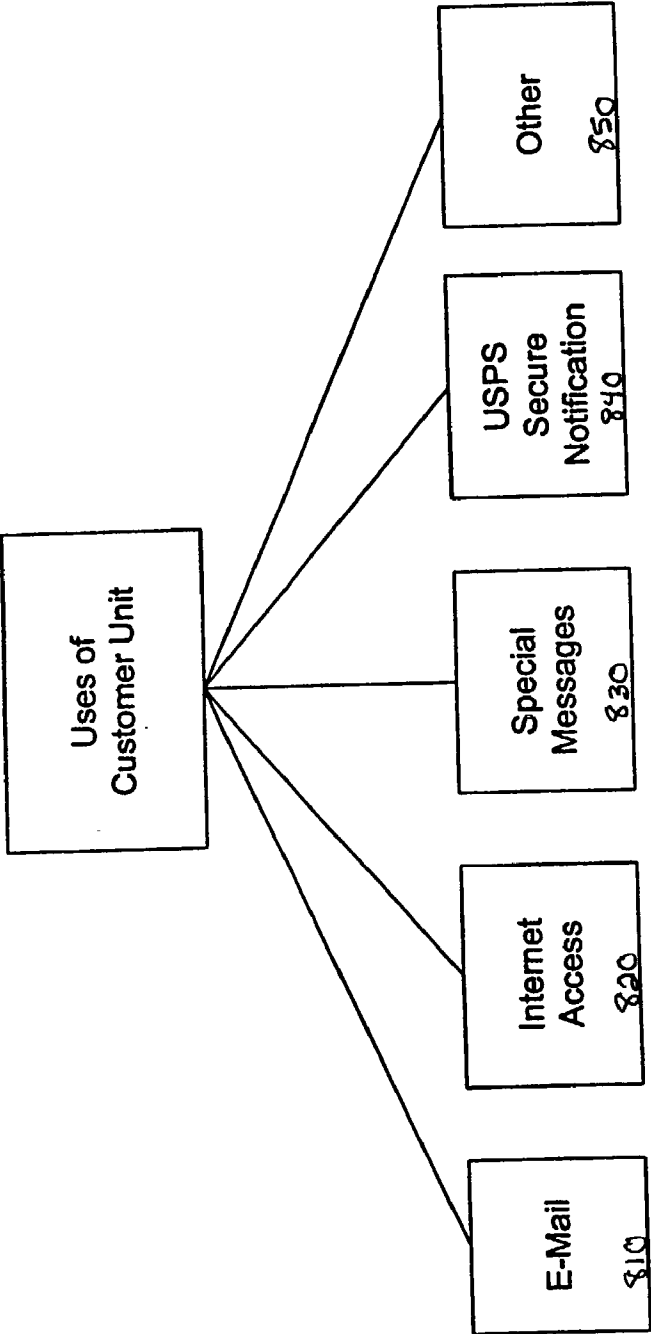 Uses of
Customer Unit
E-Mail
810
Internet
Access
820
Special
Messages
830
USPS
Secure
Notification
840
Other
850